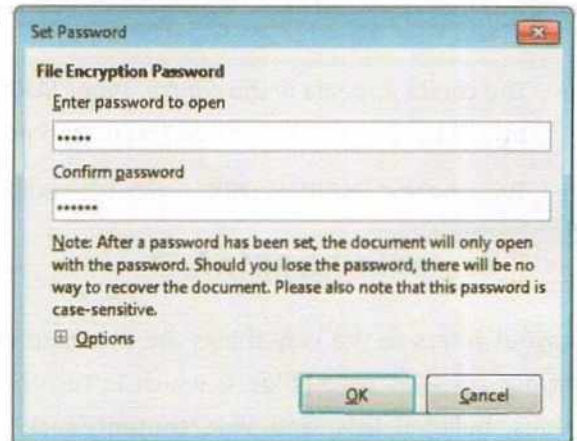 Set Password
File Encryption Password
Enter password to open
•••••
Confirm password
••••••
Note: After a password has been set, the document will only open
with the password. Should you lose the password, there will be no
way to recover the document. Please also note that this password is
case-sensitive.
Options
OK
Cancel